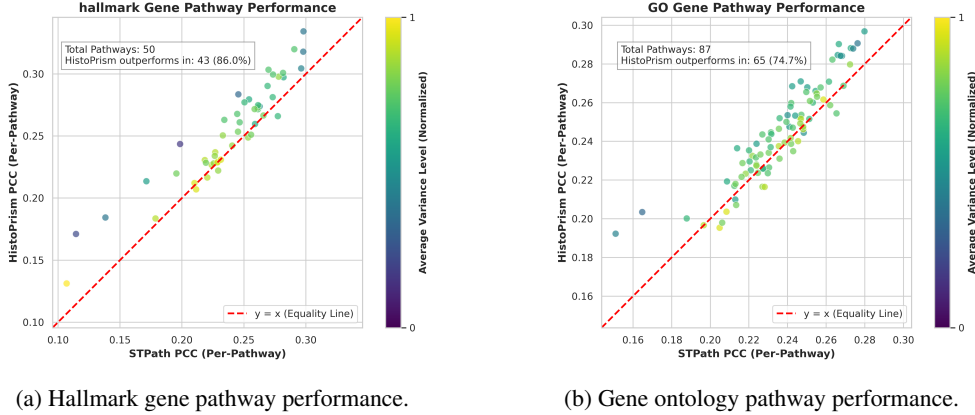 hallmark Gene Pathway Performance
Total Pathways: 50
HistoPrism outperforms in: 43 (86.0%)
HistoPrism PCC (Per-Pathway)
0.30
0.25
0.20
0.15
0.10
0.10
0.15
0.20
0.25
0.30
STPath PCC (Per-Pathway)
y = x (Equality Line)
1
0
Average Variance Level (Normalized)
GO Gene Pathway Performance
Total Pathways: 87
HistoPrism outperforms in: 65 (74.7%)
HistoPrism PCC (Per-Pathway)
0.30
0.28
0.26
0.24
0.22
0.20
0.18
0.16
0.16
0.18
0.20
0.22
0.24
0.26
0.28
0.30
STPath PCC (Per-Pathway)
y = x (Equality Line)
1
0
Average Variance Level (Normalized)
(a) Hallmark gene pathway performance.
(b) Gene ontology pathway performance.